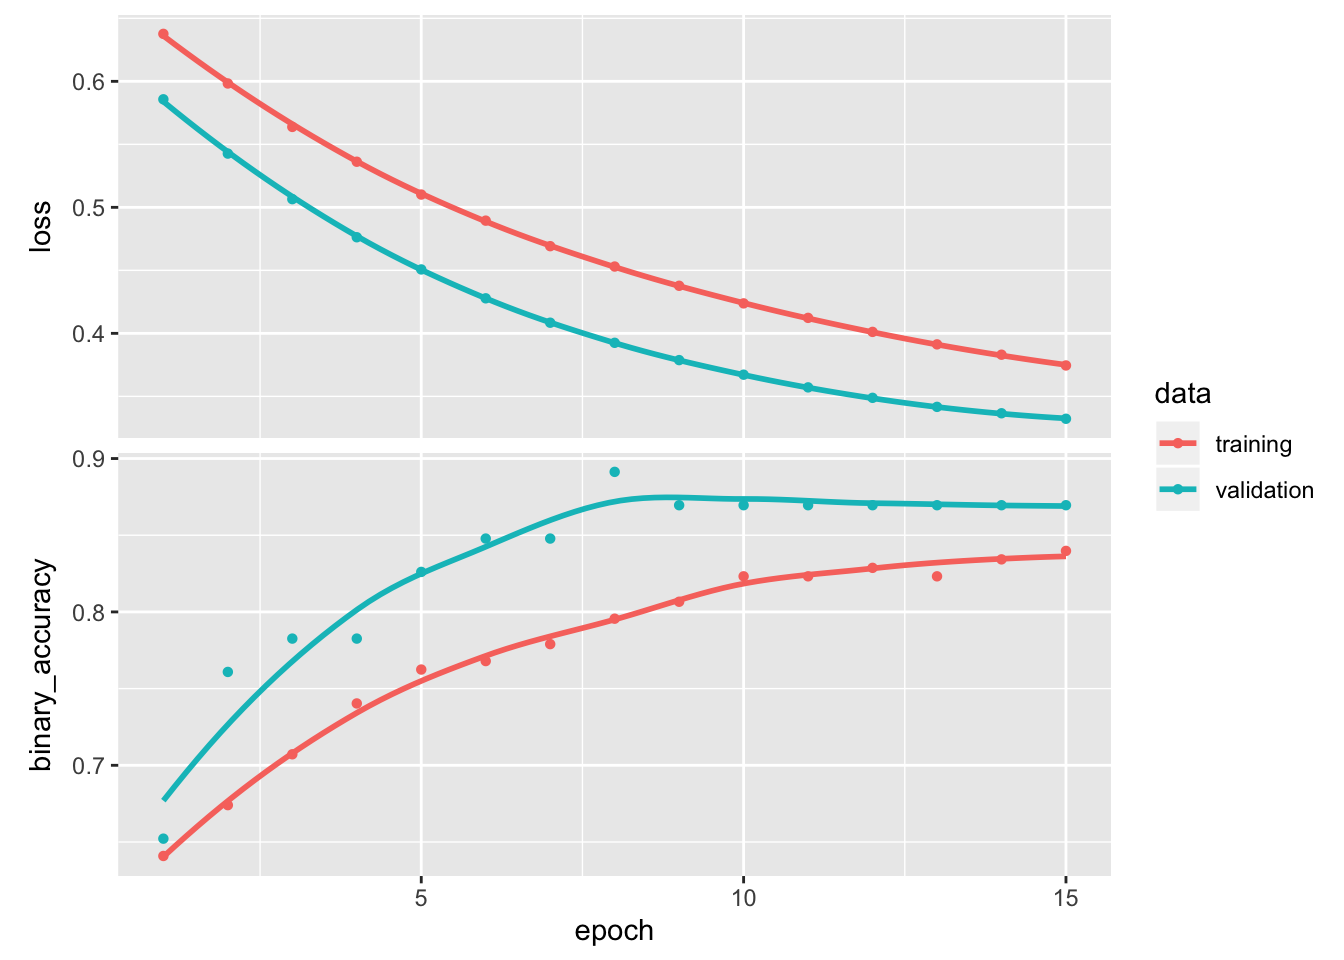 loss
0.6
0.5
0.4
binary_accuracy
0.9
0.8
0.7
5 10 15
epoch
data
training
validation